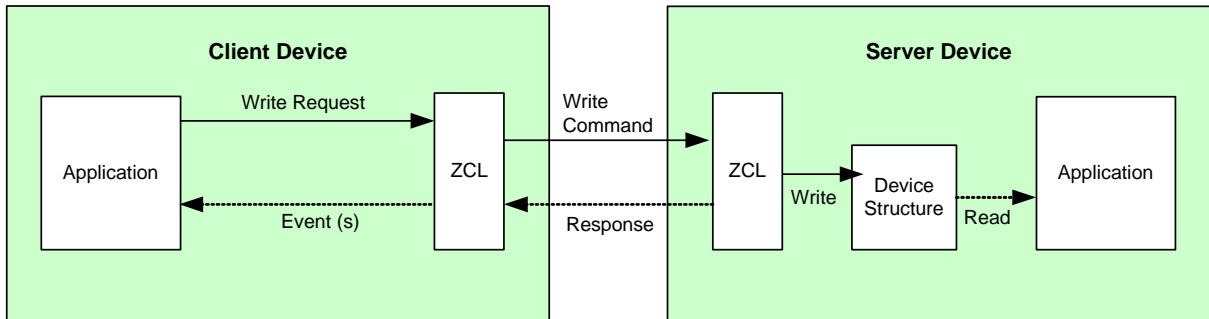 Client Device
Server Device
Write Request
Write
Command
Application
ZCL
ZCL
Device
Structure
Application
Write
Read
Event (s)
Response